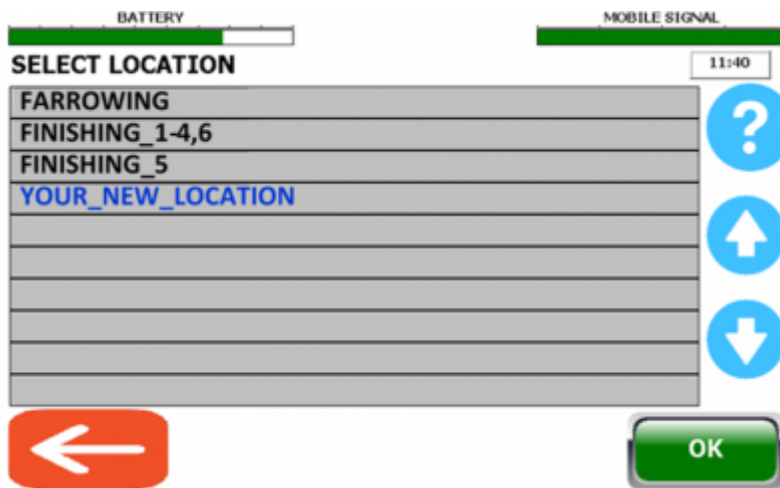 BATTERY
MOBILE SIGNAL
SELECT LOCATION
11:40
FARROWING
FINISHING_1-4,6
FINISHING_5
YOUR_NEW_LOCATION
?
OK